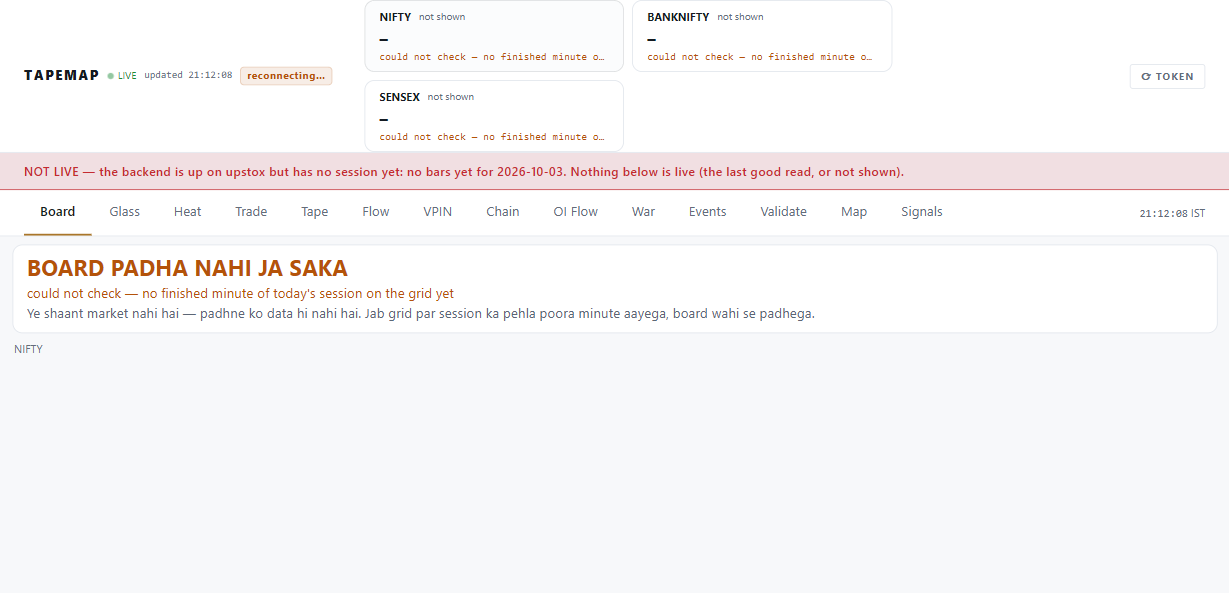 TAPEMAP LIVE updated 21:12:08 reconnecting...
NIFTY not shown
–
could not check — no finished minute o…
BANKNIFTY not shown
–
could not check — no finished minute o…
SENSEX not shown
–
could not check — no finished minute o…
⟳ TOKEN
NOT LIVE — the backend is up on upstox but has no session yet: no bars yet for 2026-10-03. Nothing below is live (the last good read, or not shown).
Board Glass Heat Trade Tape Flow VPIN Chain OI Flow War Events Validate Map Signals 21:12:08 IST
BOARD PADHA NAHI JA SAKA
could not check — no finished minute of today's session on the grid yet
Ye shaant market nahi hai — padhne ko data hi nahi hai. Jab grid par session ka pehla poora minute aayega, board wahi se padhega.
NIFTY